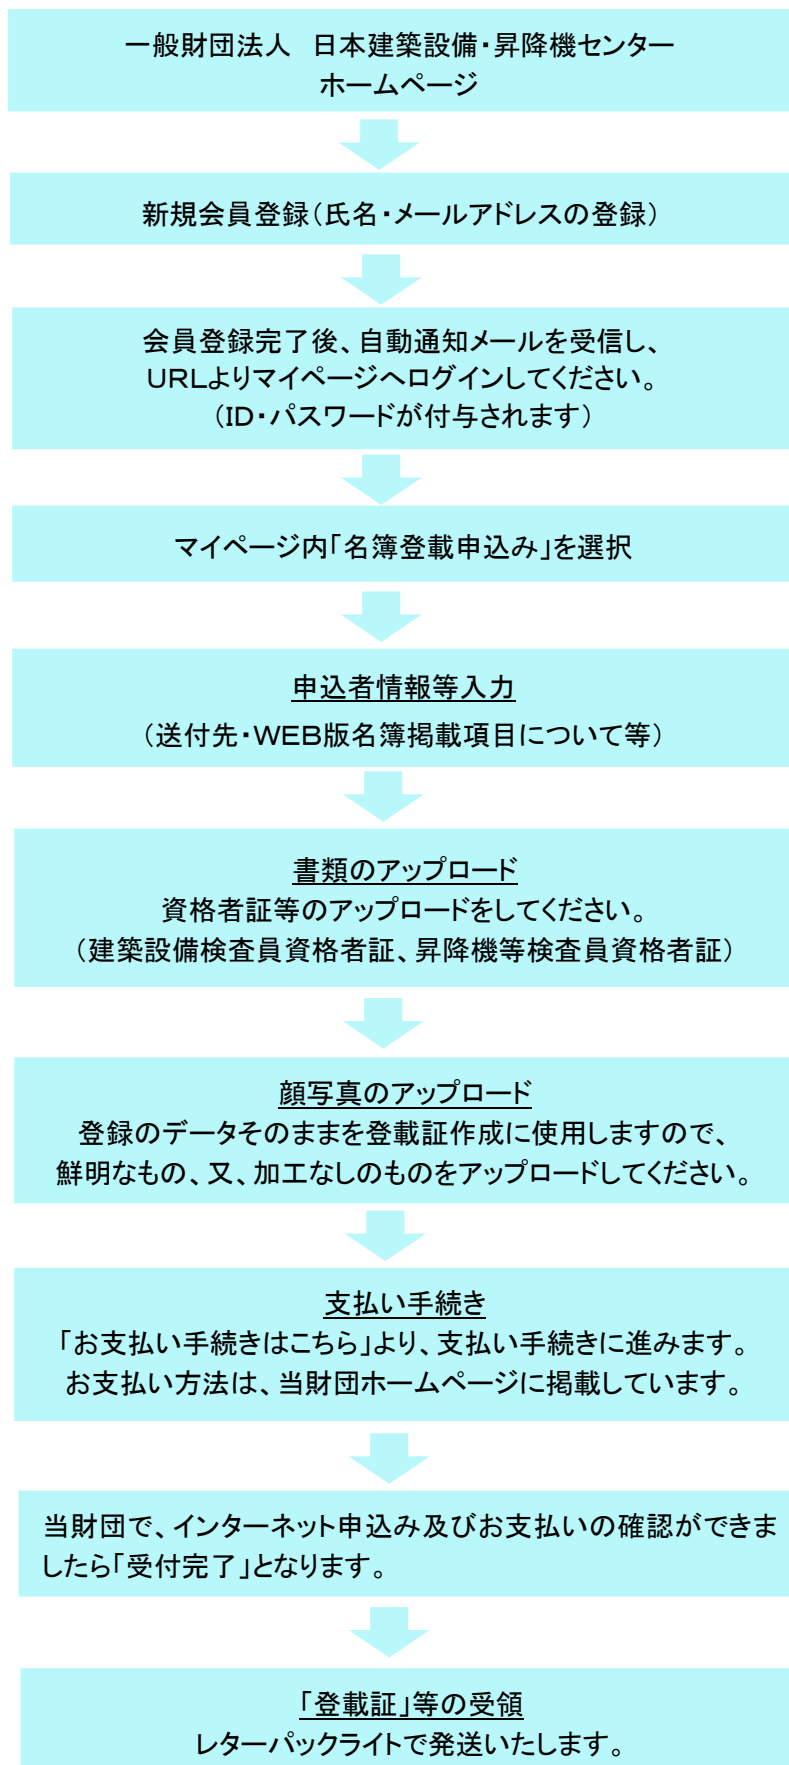 一般財団法人　日本建築設備・昇降機センター
ホームページ
新規会員登録（氏名・メールアドレスの登録）
会員登録完了後、自動通知メールを受信し、
ＵＲＬよりマイページへログインしてください。
（ID・パスワードが付与されます）
マイページ内「名簿登載申込み」を選択
申込者情報等入力
（送付先・ＷＥＢ版名簿掲載項目について等）
書類のアップロード
資格者証等のアップロードをしてください。
（建築設備検査員資格者証、昇降機等検査員資格者証）
顔写真のアップロード
登録のデータそのままを登載証作成に使用しますので、
鮮明なもの、又、加工なしのものをアップロードしてください。
支払い手続き
「お支払い手続きはこちら」より、支払い手続きに進みます。
お支払い方法は、当財団ホームページに掲載しています。
当財団で、インターネット申込み及びお支払いの確認ができま
したら「受付完了」となります。
「登載証」等の受領
レターパックライトで発送いたします。